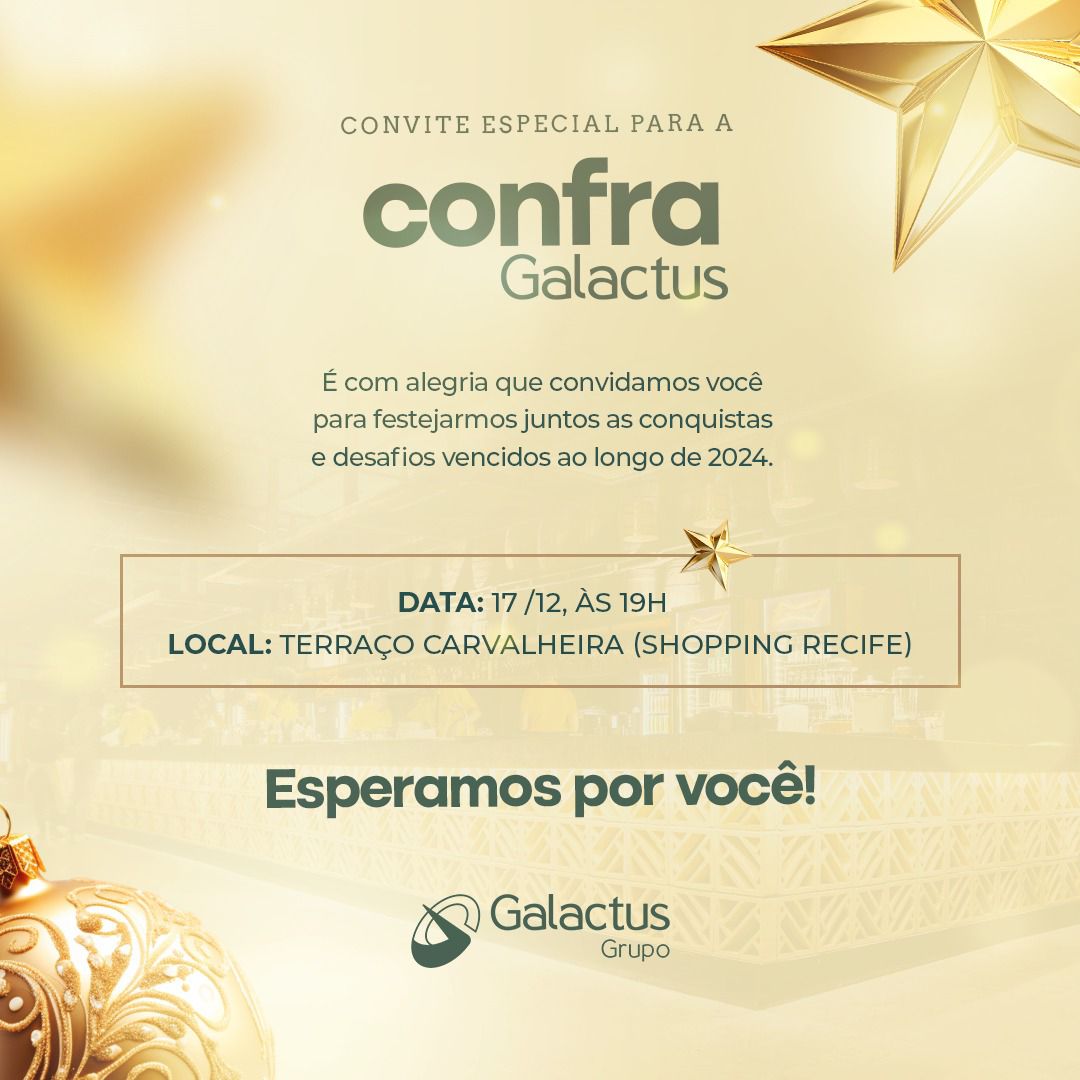 CONVITE ESPECIAL PARA A
confra
Galactus
É com alegria que convidamos você
para festejarmos juntos as conquistas
e desafios vencidos ao longo de 2024.
DATA: 17 /12, ÀS 19H
LOCAL: TERRAÇO CARVALHEIRA (SHOPPING RECIFE)
Esperamos por você!
Galactus
Grupo